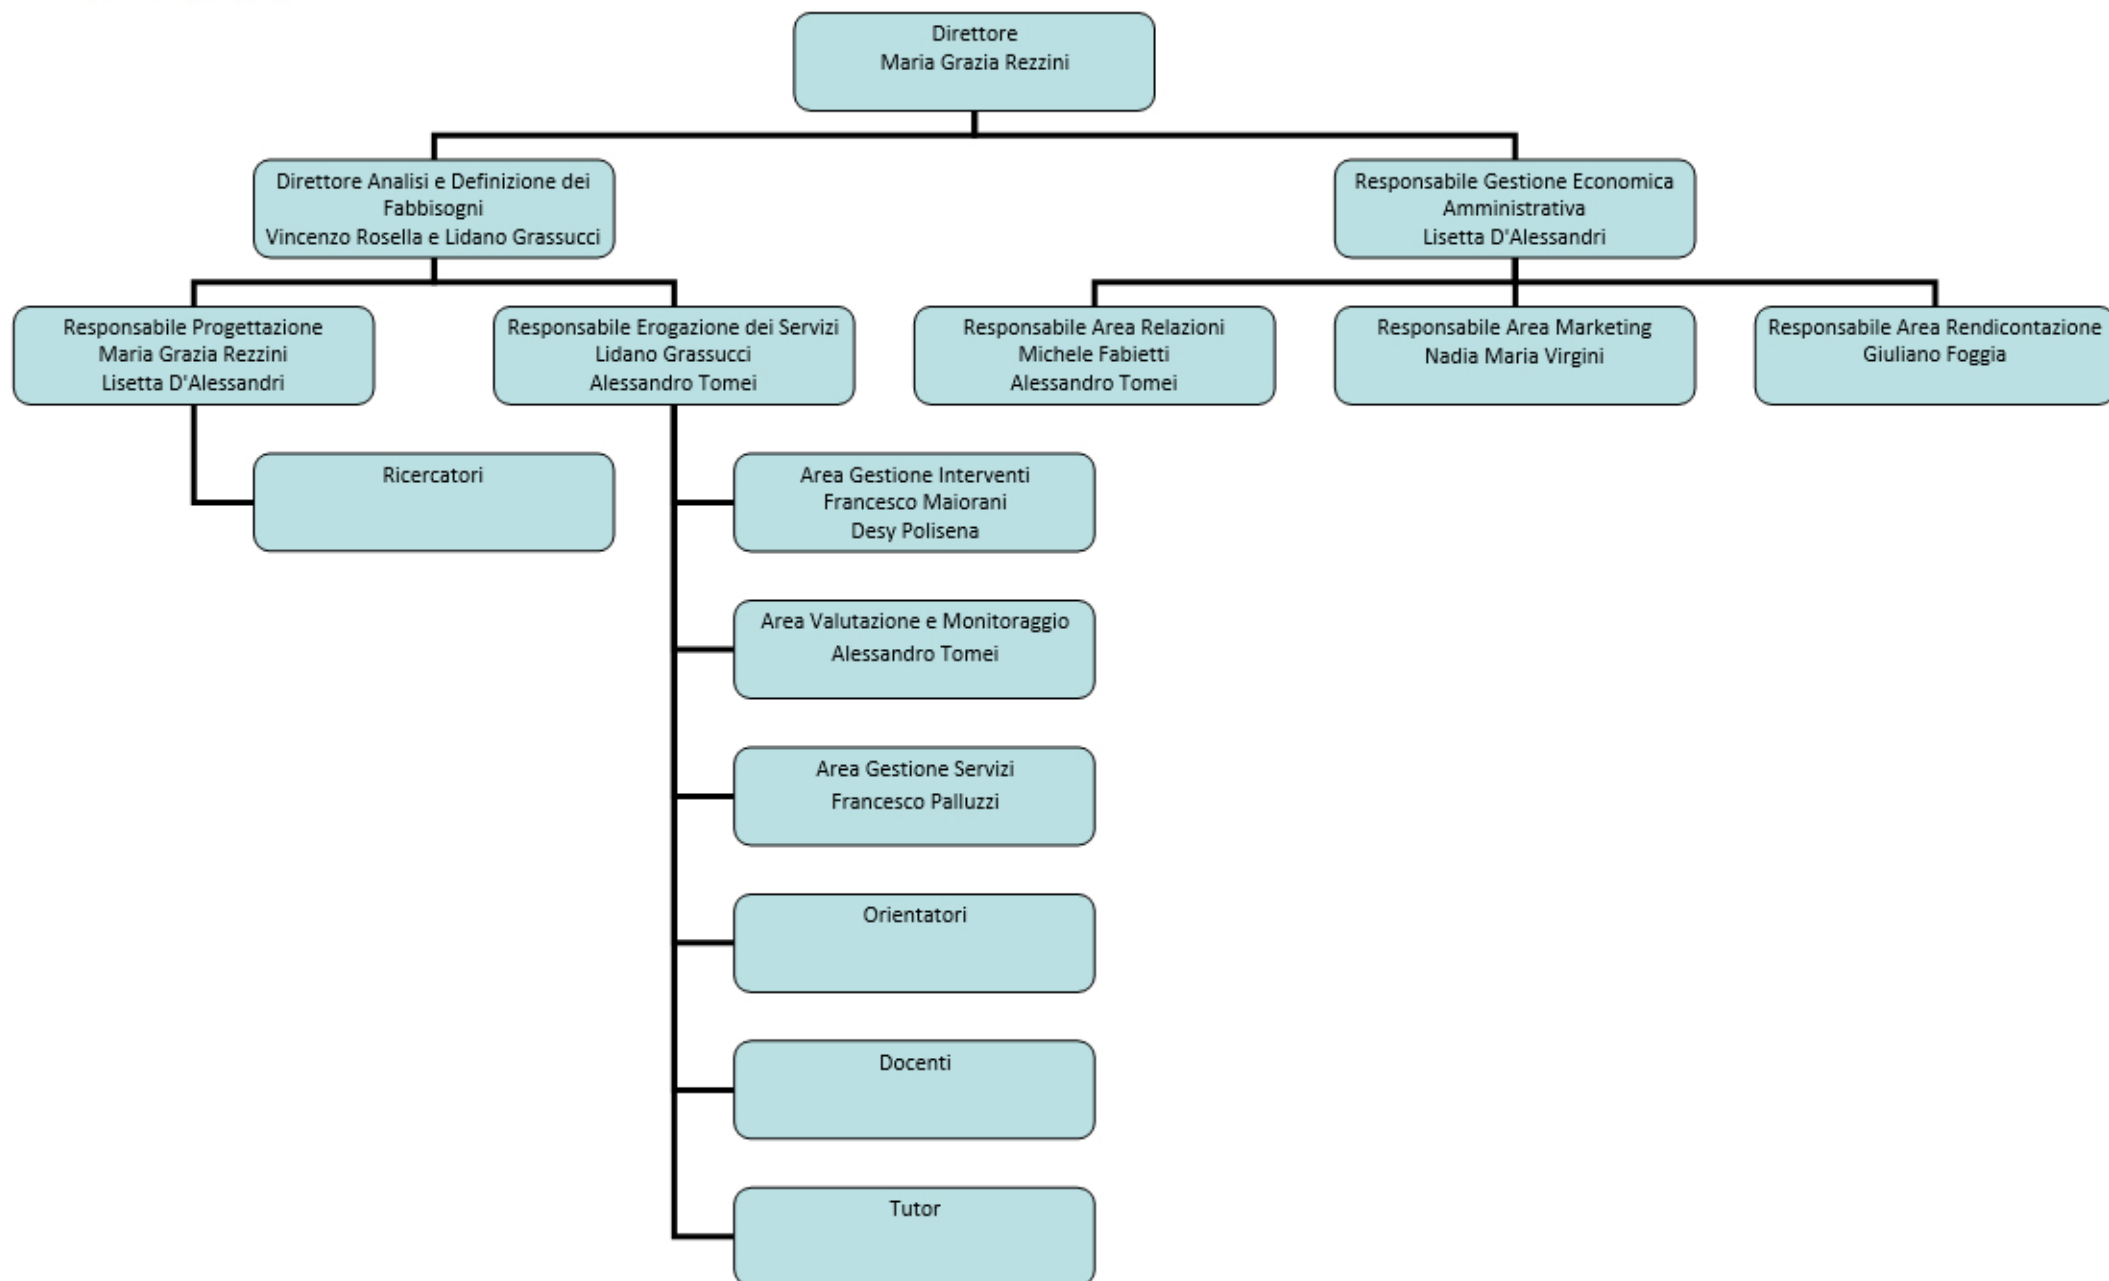 Direttore
Maria Grazia Rezzini
Direttore Analisi e Definizione dei
Fabbisogni
Vincenzo Rosella e Lidano Grassucci
Responsabile Gestione Economica
Amministrativa
Lisetta D'Alessandri
Responsabile Progettazione
Maria Grazia Rezzini
Lisetta D'Alessandri
Responsabile Erogazione dei Servizi
Lidano Grassucci
Alessandro Tomei
Responsabile Area Relazioni
Michele Fabietti
Alessandro Tomei
Responsabile Area Marketing
Nadia Maria Virgini
Responsabile Area Rendicontazione
Giuliano Foggia
Ricercatori
Area Gestione Interventi
Francesco Maiorani
Desy Polisena
Area Valutazione e Monitoraggio
Alessandro Tomei
Area Gestione Servizi
Francesco Palluzzi
Orientatori
Docenti
Tutor